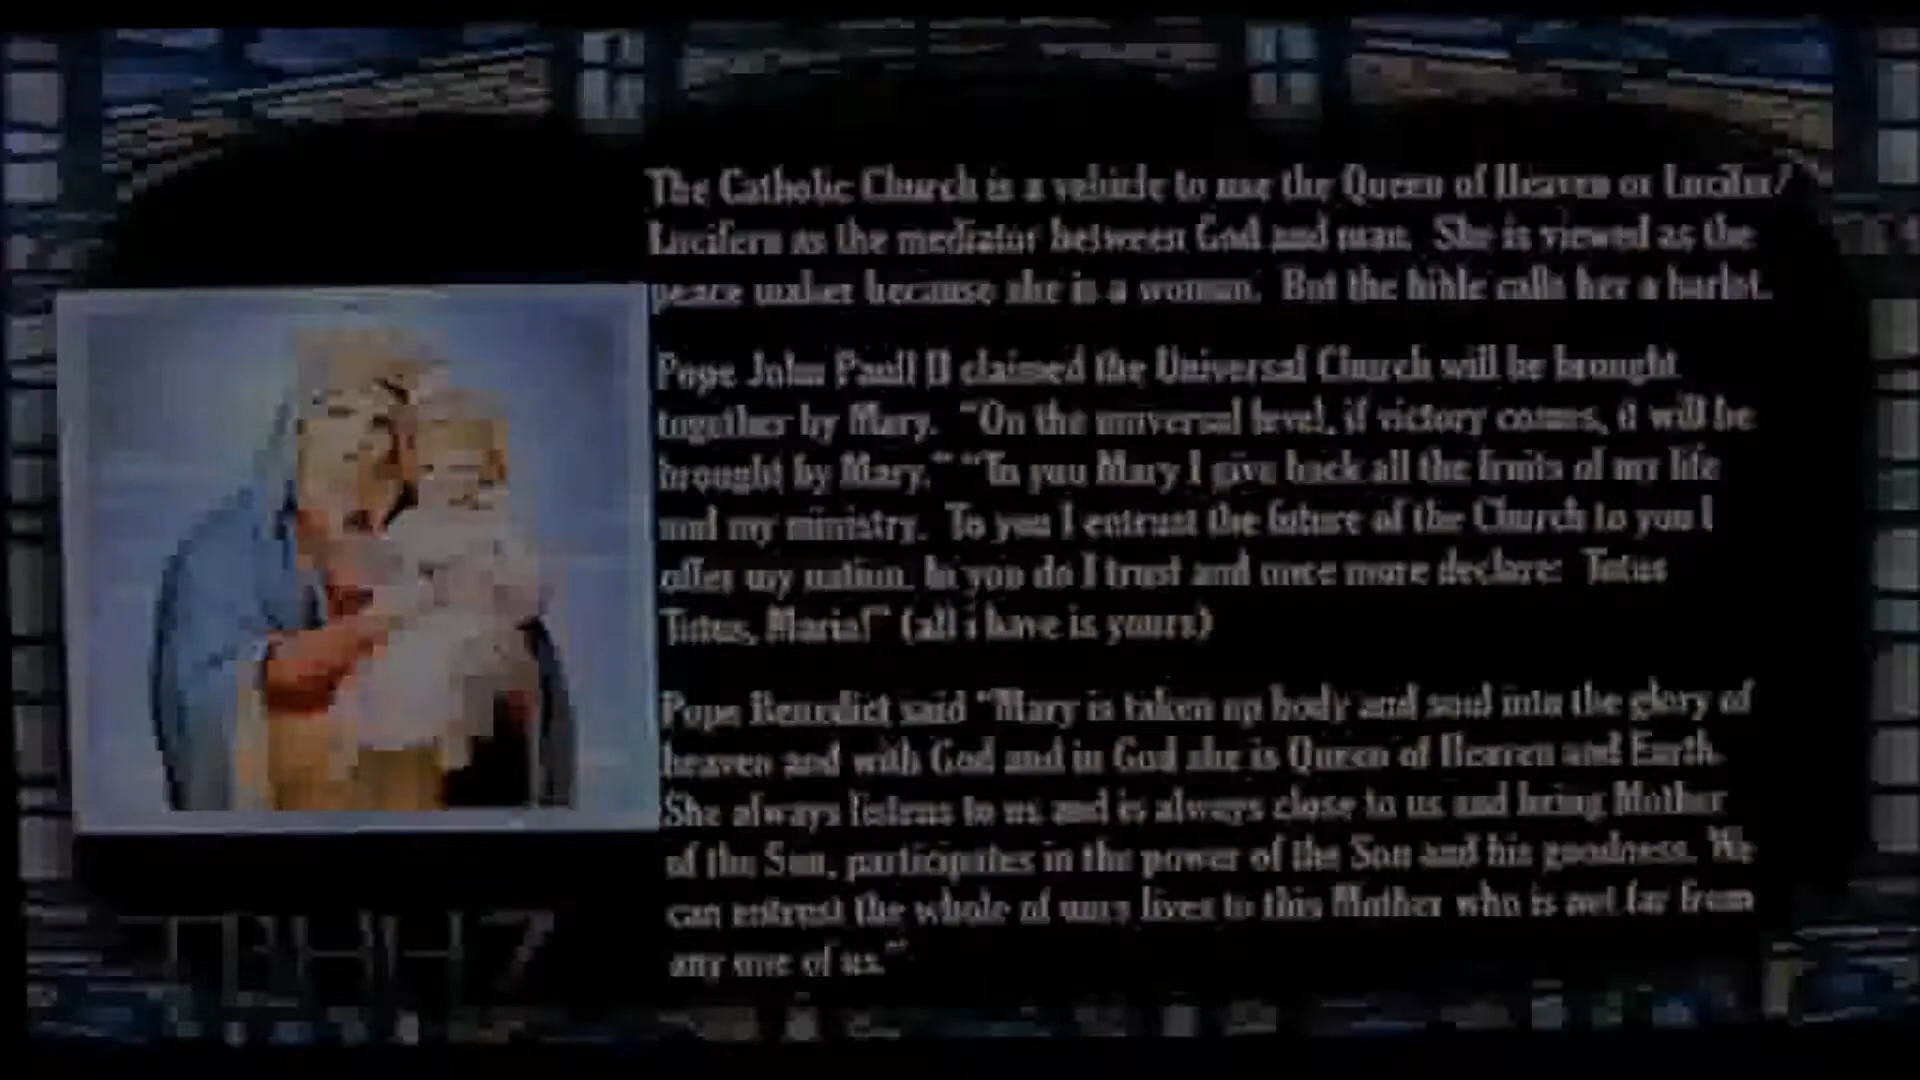 The Catholic Church is a vehicle to use the Queen of Heaven or Lucifer/
Lucifera as the mediator between God and man. She is viewed as the
peace maker because she is a woman. But the bible calls her a harlot.
Pope John Paull II claimed the Universal Church will be brought
together by Mary. "On the universal level, if victory comes, it will be
brought by Mary." "To you Mary I give back all the fruits of my life
and my ministry. To you I entrust the future of the Church to you I
offer my nation. In you do I trust and once more declare: Totus
Tuus, Maria!" (all i have is yours)
Pope Benedict said "Mary is taken up body and soul into the glory of
heaven and with God and in God she is Queen of Heaven and Earth.
She always listens to us and is always close to us and being Mother
of the Son, participates in the power of the Son and his goodness. We
can entrust the whole of ours lives to this Mother who is not far from
any one of us."
TBHH7